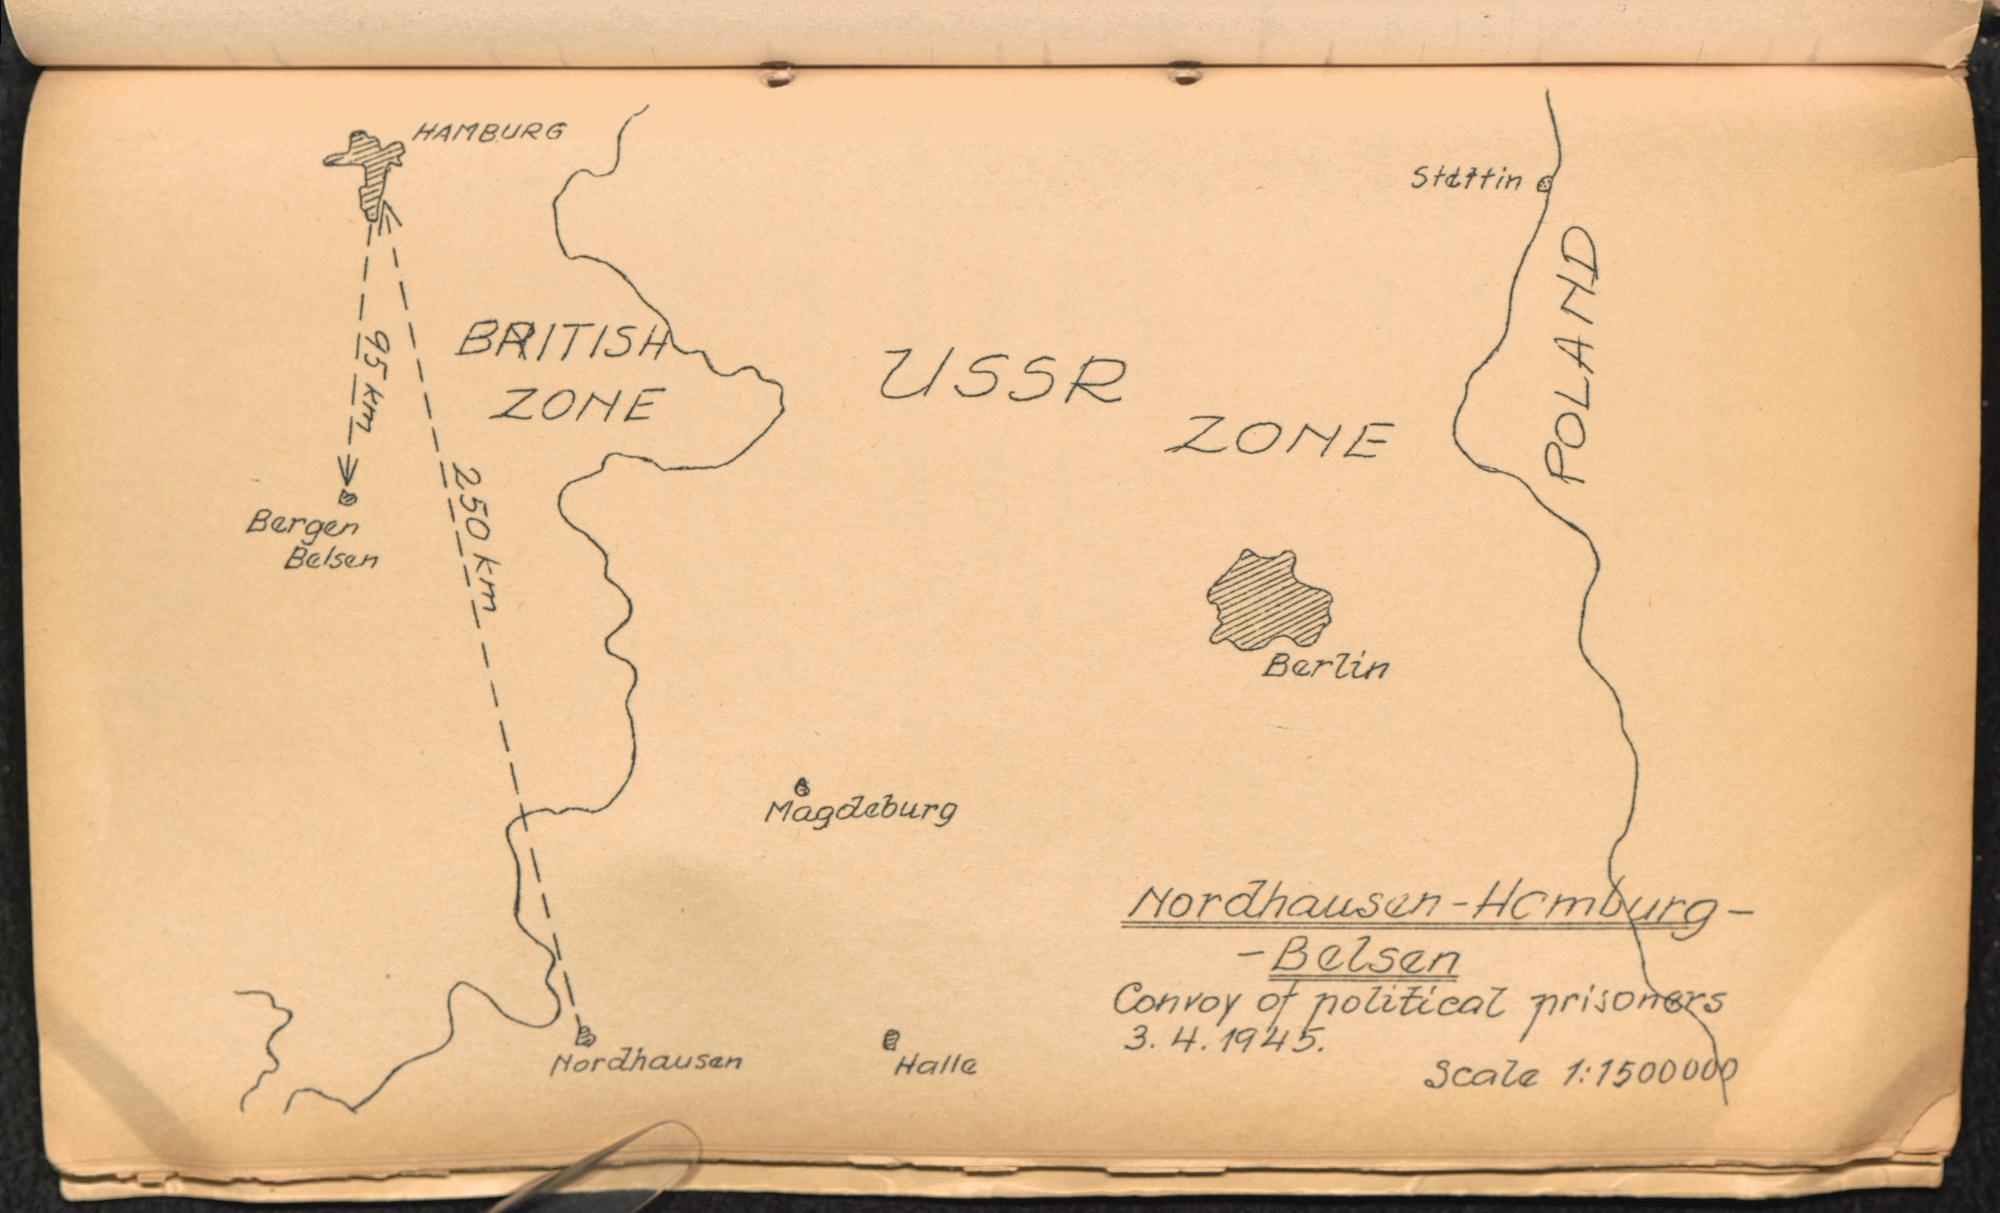 HAMBURG
Stettin
POLAND
BRITISH
ZONE
USSR
ZONE
95 km
250 km
Bergen
Belsen
Berlin
Magdeburg
Nordhausen-Hamburg-
-Belsen
Convoy of political prisoners
3.4.1945.
Scale 1:1500000
Nordhausen
Halle